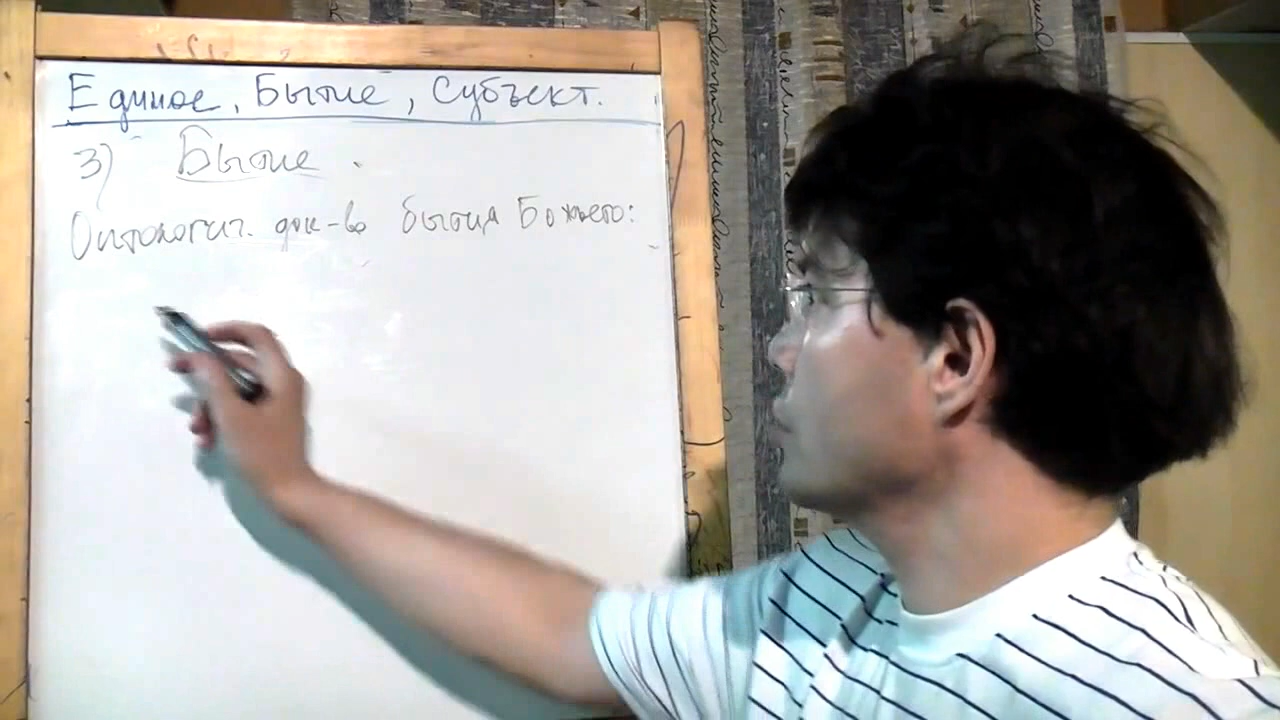 Единое, Бытие, Субъект.
3) Бытие.
Онтологич. док-во бытия Божьего: